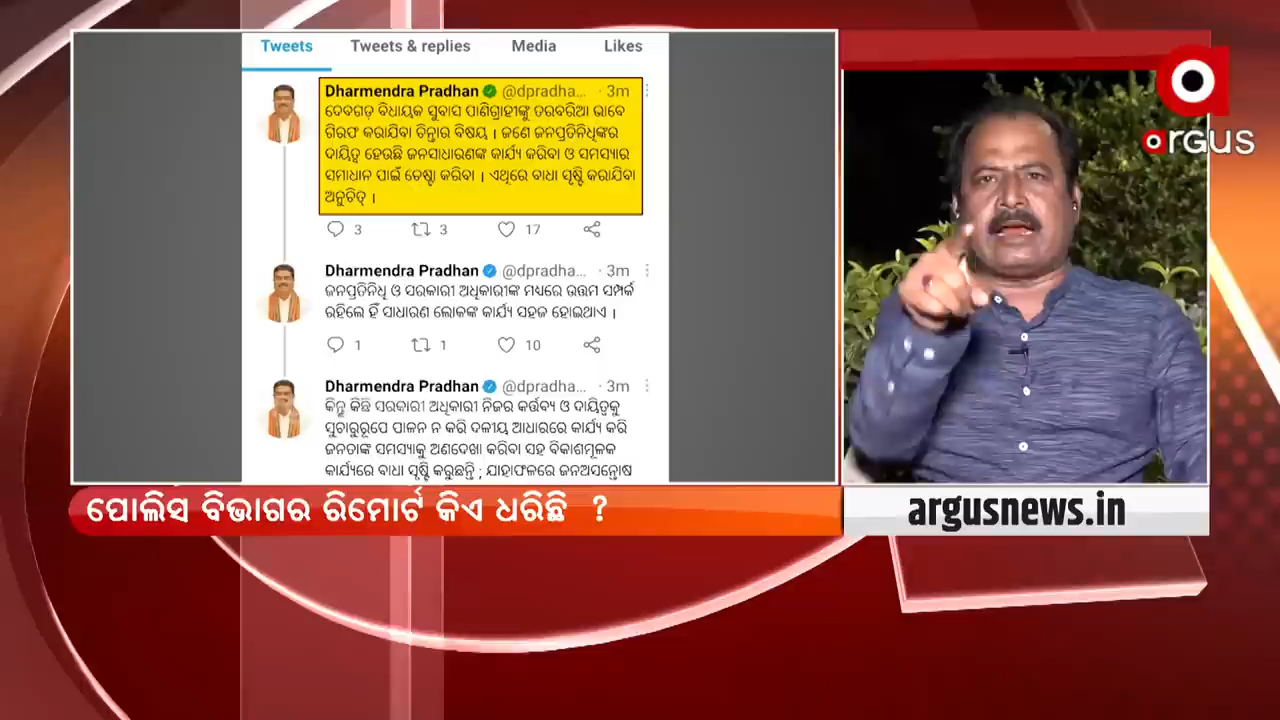 Tweets Tweets & replies Media Likes
Dharmendra Pradhan @dpradha... · 3m
ଦେବଗଡ଼ ବିଧାୟକ ସୁବାସ ପାଣିଗ୍ରାହୀଙ୍କୁ ତରବରିଆ ଭାବେ
ଗିରଫ କରାଯିବା ଚିନ୍ତାର ବିଷୟ । ଜଣେ ଜନପ୍ରତିନିଧିଙ୍କର
ଦାୟିତ୍ୱ ହେଉଛି ଜନସାଧାରଣଙ୍କ କାର୍ଯ୍ୟ କରିବା ଓ ସମସ୍ୟାର
ସମାଧାନ ପାଇଁ ଚେଷ୍ଟା କରିବା । ଏଥିରେ ବାଧା ସୃଷ୍ଟି କରାଯିବା
ଅନୁଚିତ୍ ।
3 3 17
Dharmendra Pradhan @dpradha... · 3m
ଜନପ୍ରତିନିଧି ଓ ସରକାରୀ ଅଧିକାରୀଙ୍କ ମଧ୍ୟରେ ଉତ୍ତମ ସମ୍ପର୍କ
ରହିଲେ ହିଁ ସାଧାରଣ ଲୋକଙ୍କ କାର୍ଯ୍ୟ ସହଜ ହୋଇଥାଏ ।
1 1 10
Dharmendra Pradhan @dpradha... · 3m
କିନ୍ତୁ କିଛି ସରକାରୀ ଅଧିକାରୀ ନିଜର କର୍ତ୍ତବ୍ୟ ଓ ଦାୟିତ୍ୱକୁ
ସୁଚାରୁରୂପେ ପାଳନ ନ କରି ଦଳୀୟ ଆଧାରରେ କାର୍ଯ୍ୟ କରି
ଜନତାଙ୍କ ସମସ୍ୟାକୁ ଅଣଦେଖା କରିବା ସହ ବିକାଶମୂଳକ
କାର୍ଯ୍ୟରେ ବାଧା ସୃଷ୍ଟି କରୁଛନ୍ତି ; ଯାହାଫଳରେ ଜନଅସନ୍ତୋଷ
ପୋଲିସ ବିଭାଗର ରିମୋର୍ଟ କିଏ ଧରିଛି ?
argus
argusnews.in